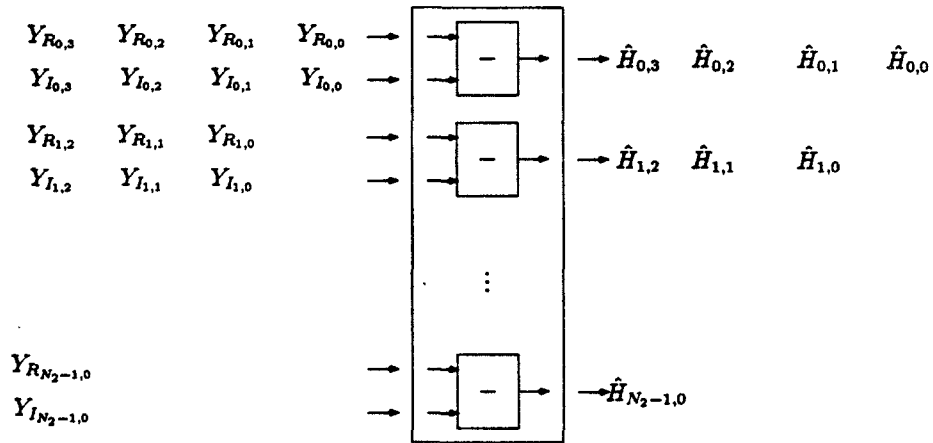 Y_{R_{0,3}} Y_{R_{0,2}} Y_{R_{0,1}} Y_{R_{0,0}} − Ĥ_{0,3} Ĥ_{0,2} Ĥ_{0,1} Ĥ_{0,0}
Y_{I_{0,3}} Y_{I_{0,2}} Y_{I_{0,1}} Y_{I_{0,0}}
Y_{R_{1,2}} Y_{R_{1,1}} Y_{R_{1,0}} − Ĥ_{1,2} Ĥ_{1,1} Ĥ_{1,0}
Y_{I_{1,2}} Y_{I_{1,1}} Y_{I_{1,0}}
⋮
Y_{R_{N_2−1,0}} − Ĥ_{N_2−1,0}
Y_{I_{N_2−1,0}}